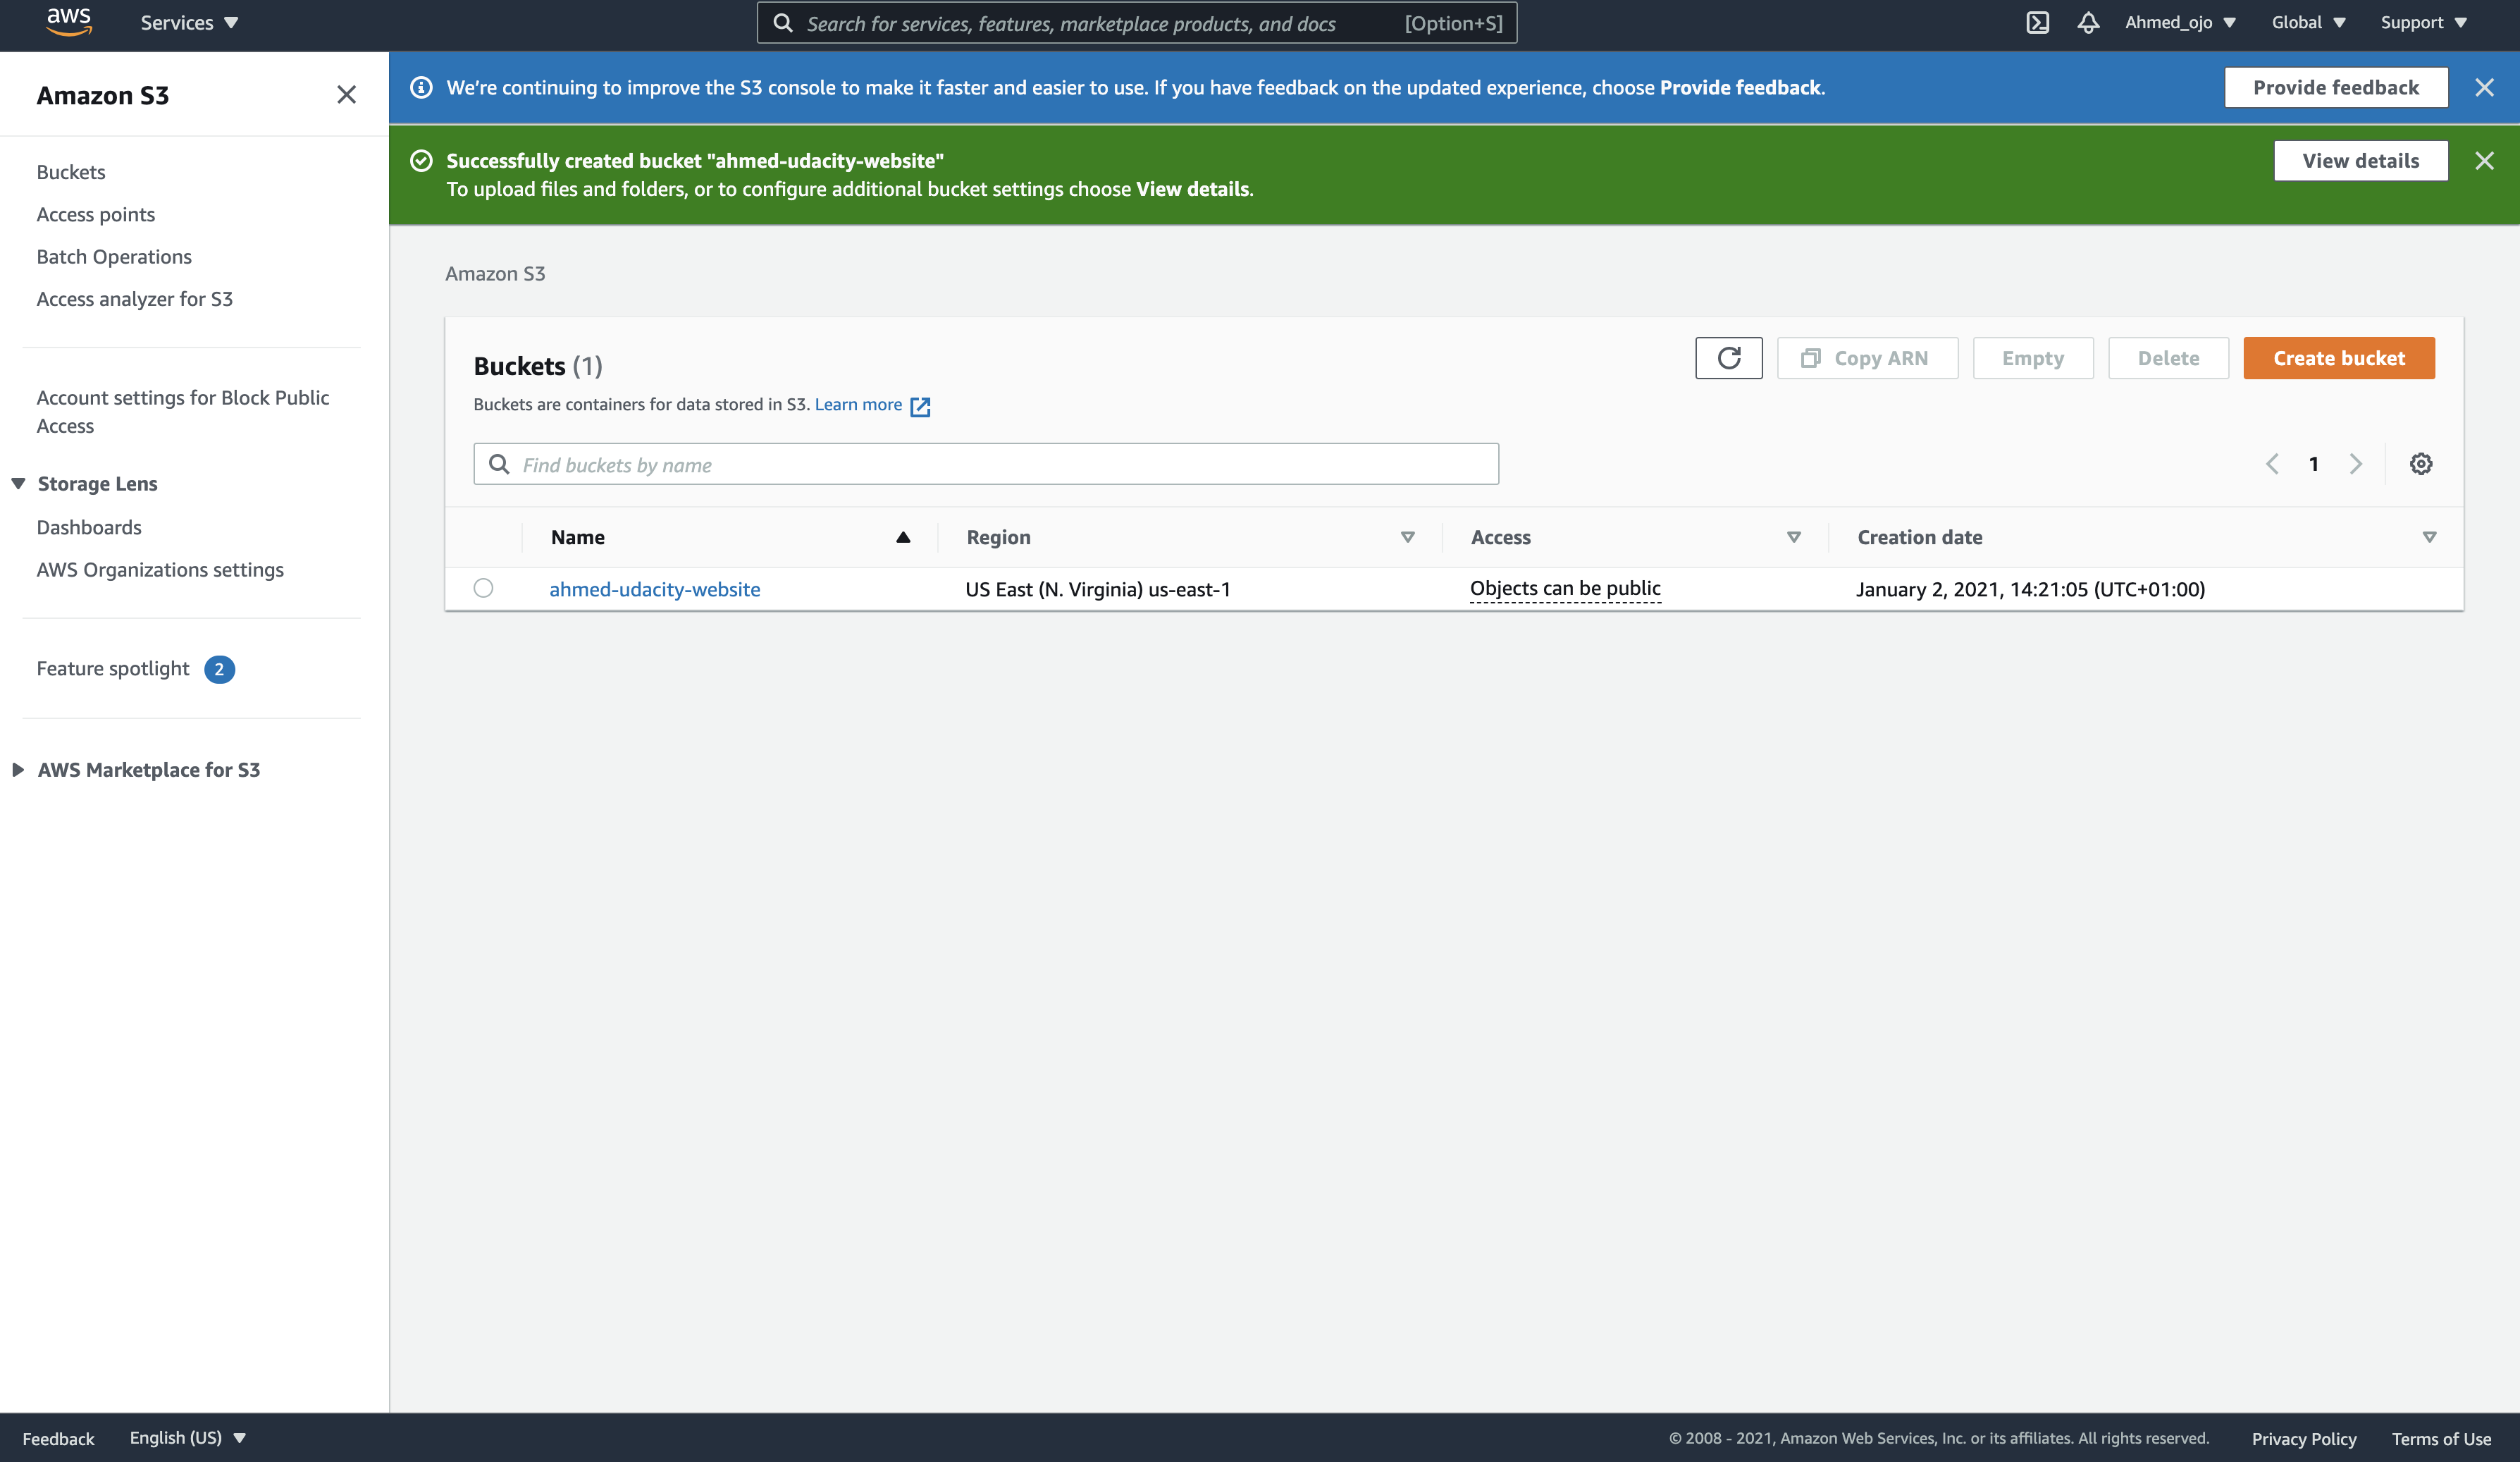 aws
Services
Search for services, features, marketplace products, and docs [Option+S]
Ahmed_ojo
Global
Support
Amazon S3
Buckets
Access points
Batch Operations
Access analyzer for S3
Account settings for Block Public
Access
Storage Lens
Dashboards
AWS Organizations settings
Feature spotlight 2
AWS Marketplace for S3
We're continuing to improve the S3 console to make it faster and easier to use. If you have feedback on the updated experience, choose Provide feedback.
Provide feedback
Successfully created bucket "ahmed-udacity-website"
To upload files and folders, or to configure additional bucket settings choose View details.
View details
Amazon S3
Buckets (1)
Copy ARN
Empty
Delete
Create bucket
Buckets are containers for data stored in S3. Learn more
Find buckets by name
1
Name Region Access Creation date
ahmed-udacity-website US East (N. Virginia) us-east-1 Objects can be public January 2, 2021, 14:21:05 (UTC+01:00)
Feedback
English (US)
© 2008 - 2021, Amazon Web Services, Inc. or its affiliates. All rights reserved.
Privacy Policy
Terms of Use